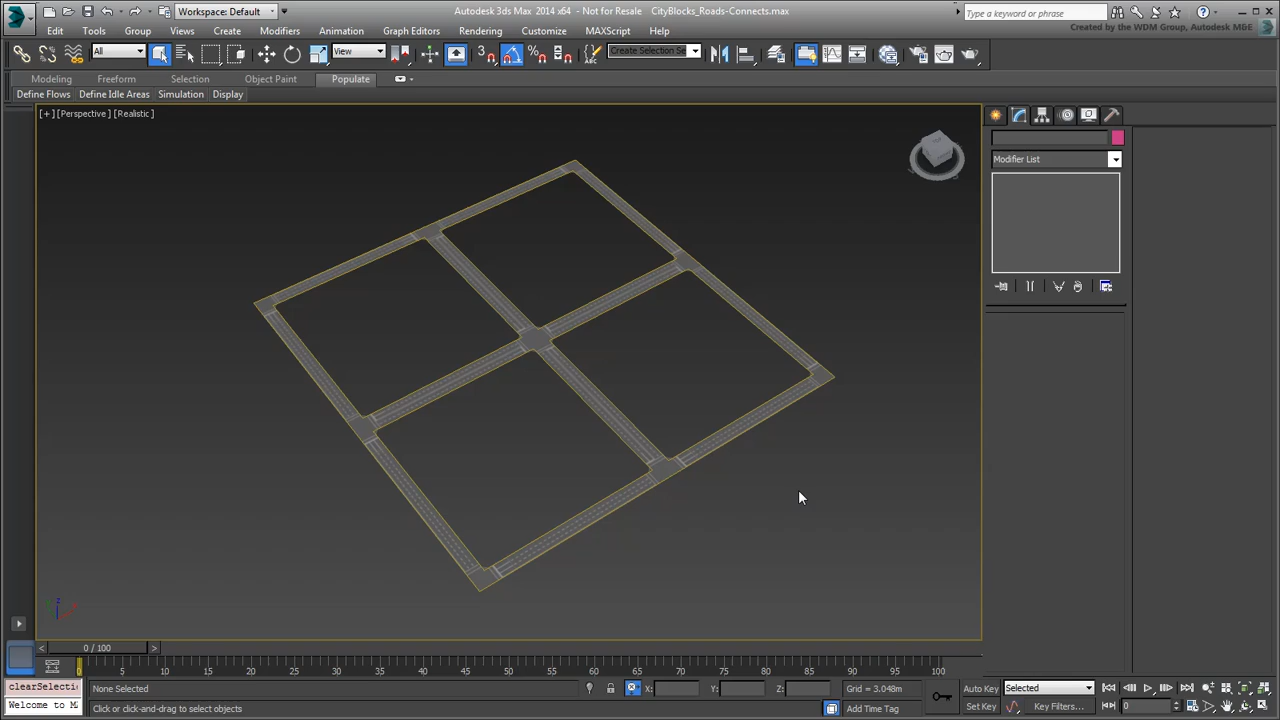 Workspace: Default
Autodesk 3ds Max 2014 x64 - Not for Resale CityBlocks_Roads-Connects.max
Type a keyword or phrase
Created by the WDM Group, Autodesk MBE
Edit Tools Group Views Create Modifiers Animation Graph Editors Rendering Customize MAXScript Help
All View 3 Create Selection Se
Modeling Freeform Selection Object Paint Populate
Define Flows Define Idle Areas Simulation Display
[+] [Perspective] [Realistic]
Modifier List
z
0 / 100
5 10 15 20 25 30 35 40 45 50 55 60 65 70 75 80 85 90 95 100
clearSelecti None Selected X: Y: Z: Grid = 3.048m Auto Key Selected
Welcome to M Click or click-and-drag to select objects Add Time Tag Set Key Key Filters... 0